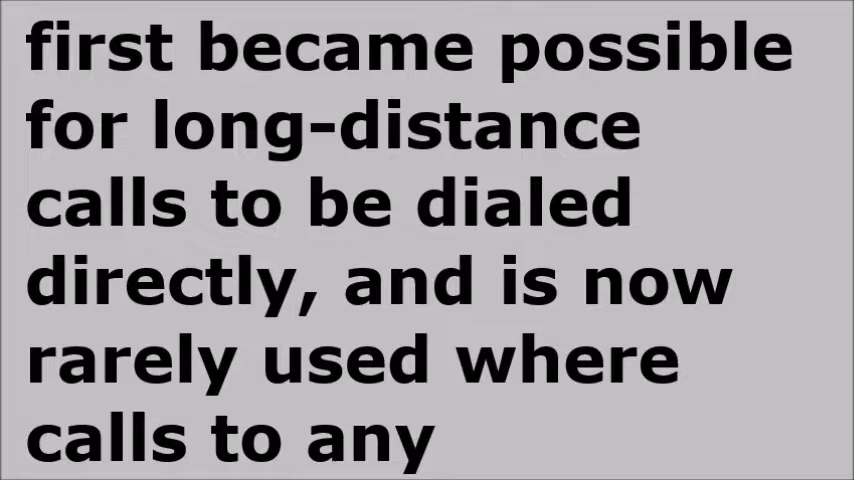 first became possible
for long-distance
calls to be dialed
directly, and is now
rarely used where
calls to any